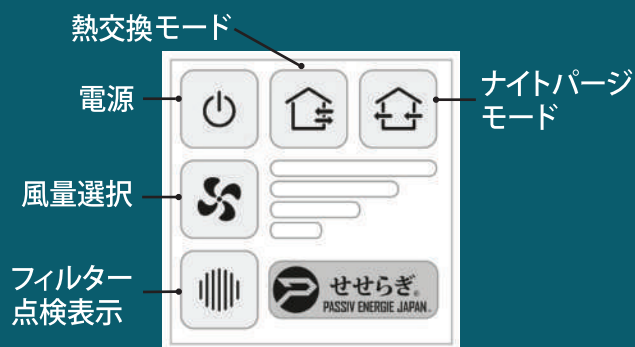 熱交換モード
電源
ナイトパージ
モード
風量選択
フィルター
点検表示
せせらぎ®
PASSIV ENERGIE JAPAN.